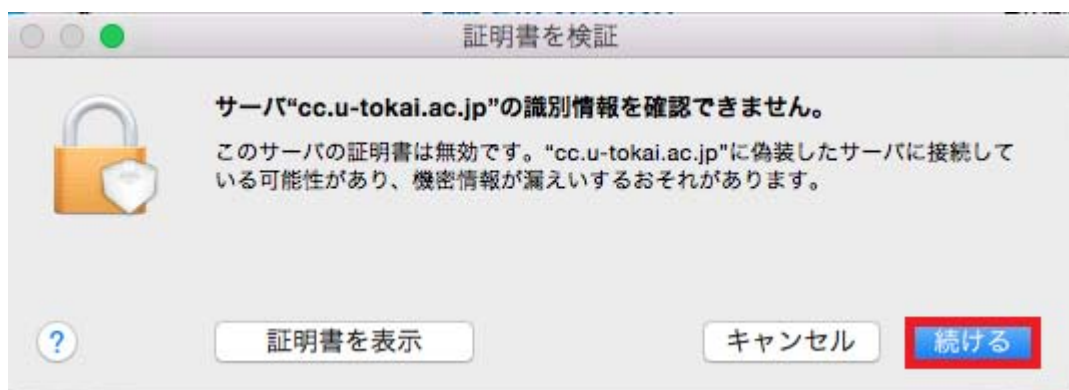 証明書を検証
サーバ“cc.u-tokai.ac.jp”の識別情報を確認できません。
このサーバの証明書は無効です。“cc.u-tokai.ac.jp”に偽装したサーバに接続して
いる可能性があり、機密情報が漏えいするおそれがあります。
?
証明書を表示
キャンセル
続ける